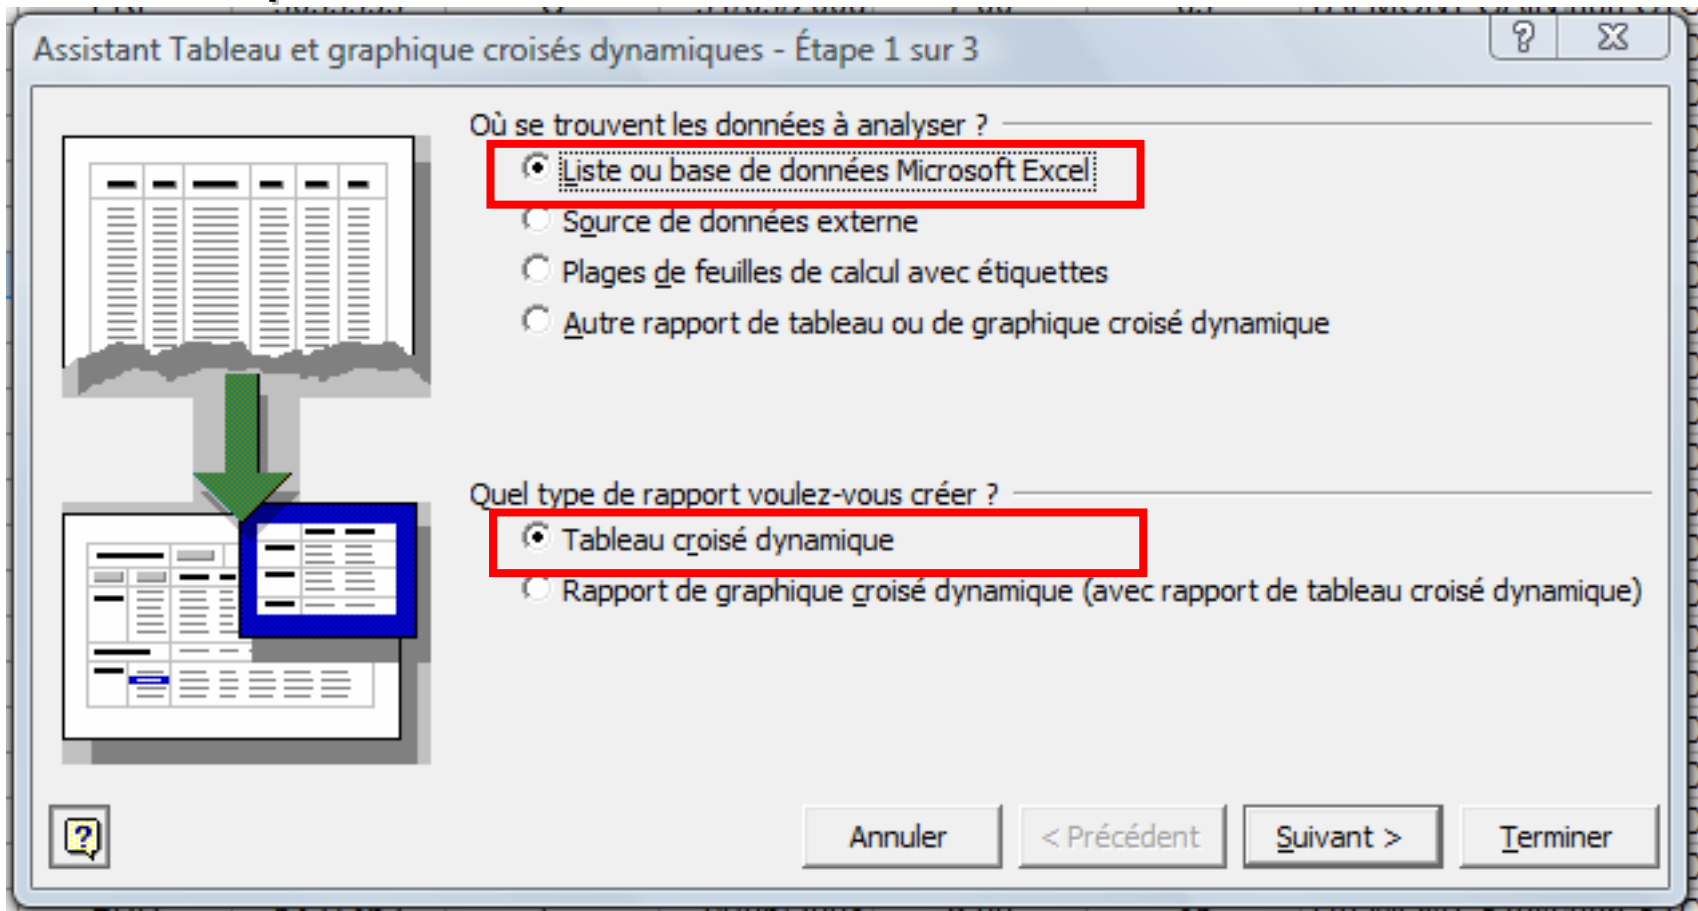 Assistant Tableau et graphique croisés dynamiques - Étape 1 sur 3
Où se trouvent les données à analyser ?
Liste ou base de données Microsoft Excel
Source de données externe
Plages de feuilles de calcul avec étiquettes
Autre rapport de tableau ou de graphique croisé dynamique
Quel type de rapport voulez-vous créer ?
Tableau croisé dynamique
Rapport de graphique croisé dynamique (avec rapport de tableau croisé dynamique)
Annuler
< Précédent
Suivant >
Terminer